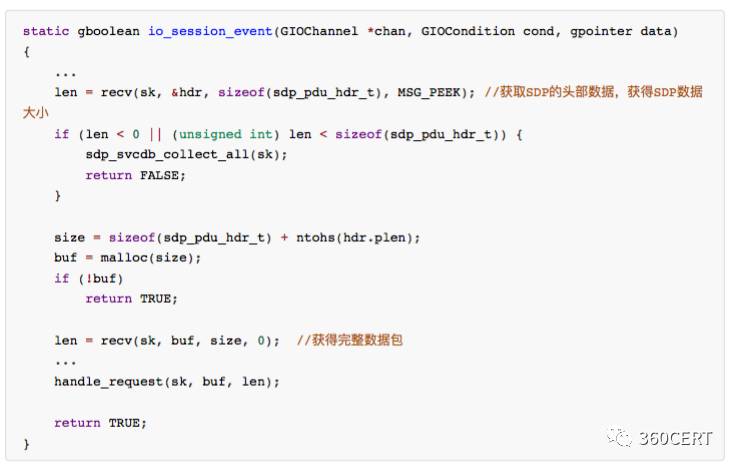 static gboolean io_session_event(GIOChannel *chan, GIOCondition cond, gpointer data)
{
    ...
    len = recv(sk, &hdr, sizeof(sdp_pdu_hdr_t), MSG_PEEK); //获取SDP的头部数据，获得SDP数据
大小
    if (len < 0 || (unsigned int) len < sizeof(sdp_pdu_hdr_t)) {
        sdp_svcdb_collect_all(sk);
        return FALSE;
    }

    size = sizeof(sdp_pdu_hdr_t) + ntohs(hdr.plen);
    buf = malloc(size);
    if (!buf)
        return TRUE;

    len = recv(sk, buf, size, 0);  //获得完整数据包
    ...
    handle_request(sk, buf, len);

    return TRUE;
}
360CERT